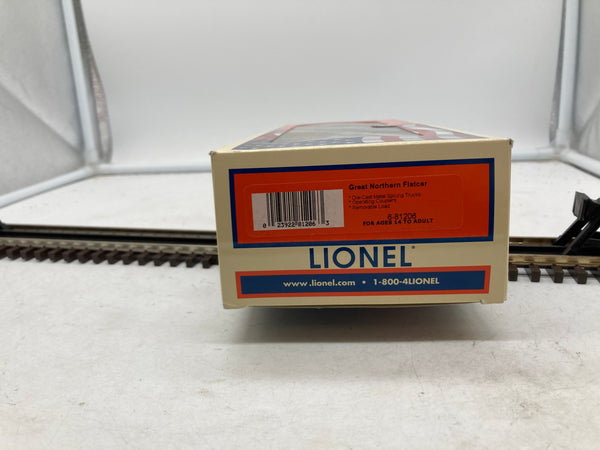 Great Northern Flatcar
* Die-Cast Metal Sprung Trucks
* Operating Couplers
* Removable Load
6-81206
FOR AGES 14 TO ADULT
0 23922 81206 3
LIONEL®
www.lionel.com • 1-800-4LIONEL